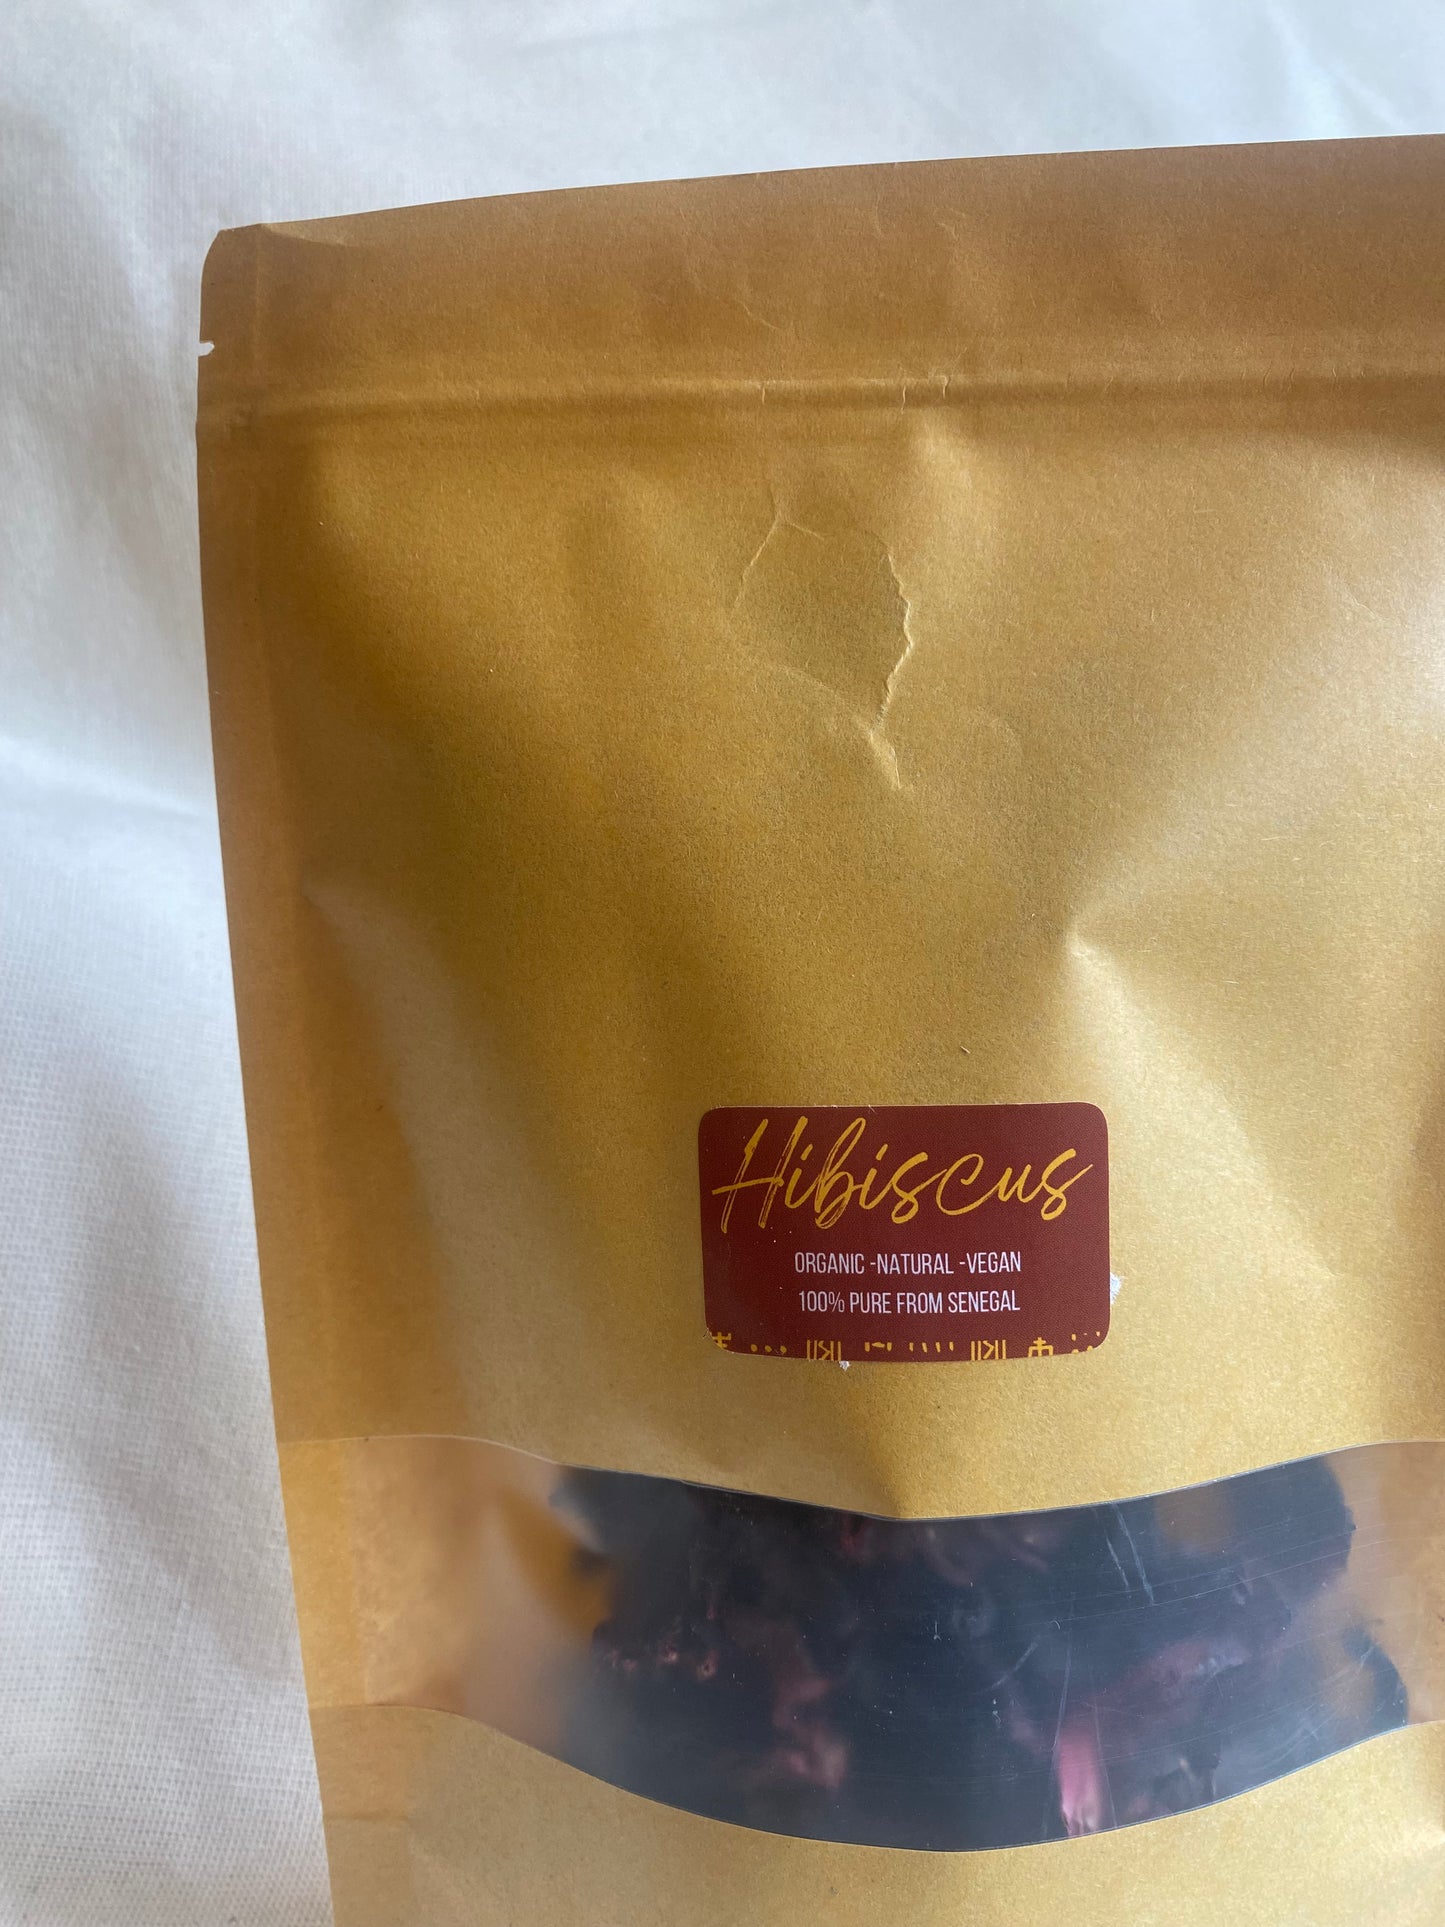 Hibiscus
ORGANIC -NATURAL -VEGAN
100% PURE FROM SENEGAL